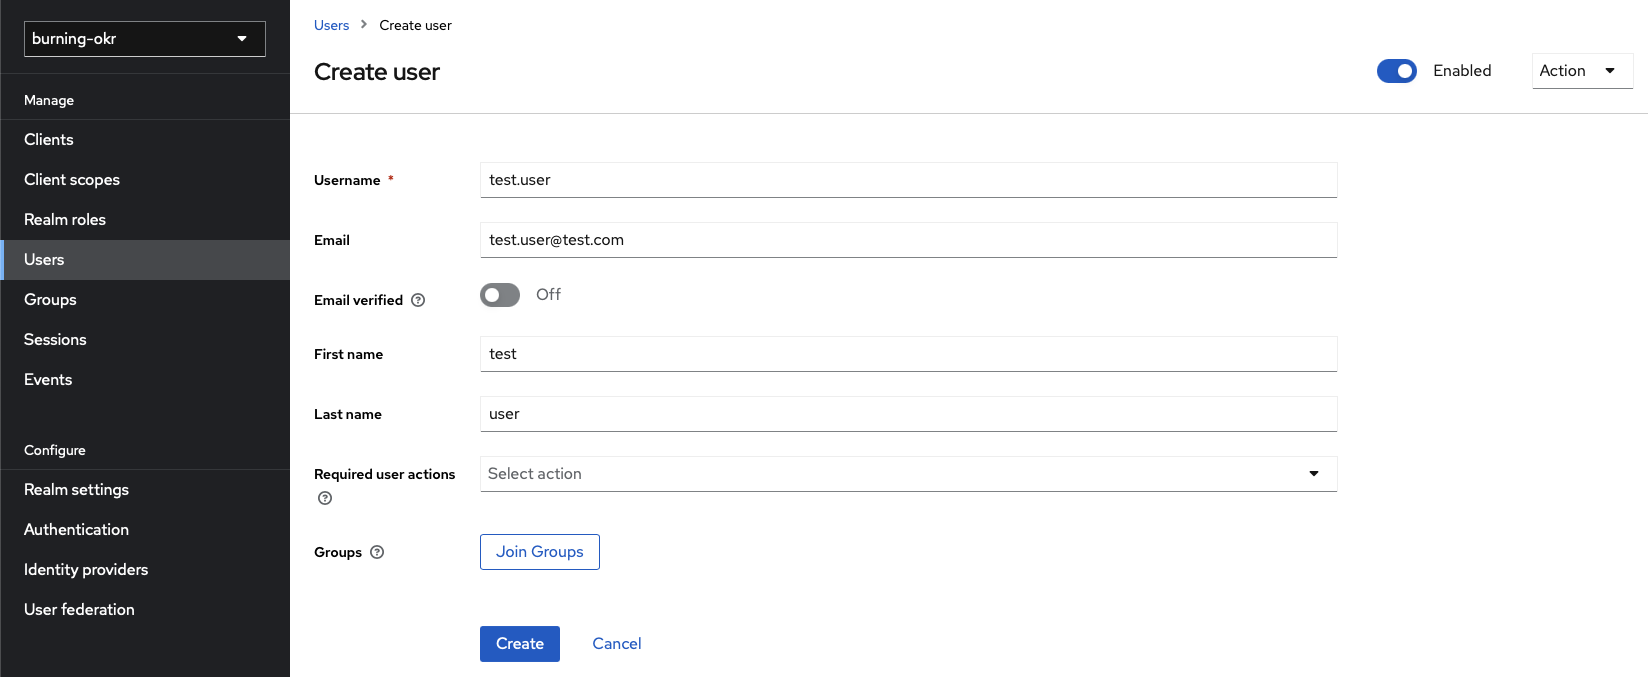 burning-okr
Manage
Clients
Client scopes
Realm roles
Users
Groups
Sessions
Events
Configure
Realm settings
Authentication
Identity providers
User federation
Users > Create user
Create user
Enabled
Action
Username *
test.user
Email
test.user@test.com
Email verified ?
Off
First name
test
Last name
user
Required user actions
?
Select action
Groups ?
Join Groups
Create
Cancel